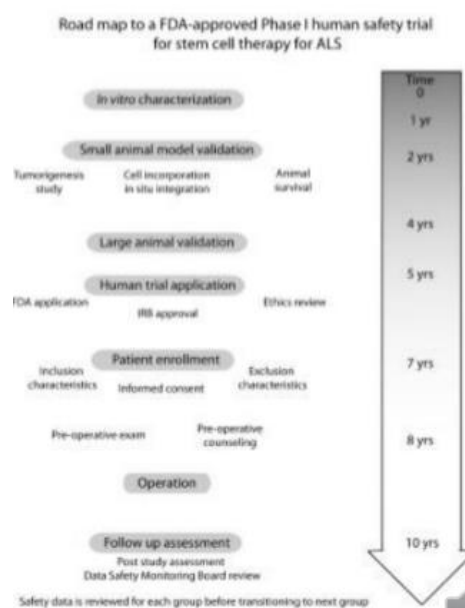 Road map to a FDA-approved Phase I human safety trial
for stem cell therapy for ALS
Time
0
In vitro characterization
1 yr
Small animal model validation
2 yrs
Tumorigenesis
study
Cell incorporation
in situ integration
Animal
survival
4 yrs
Large animal validation
5 yrs
Human trial application
FDA application
IRB approval
Ethics review
Patient enrollment
7 yrs
Inclusion
characteristics
Informed consent
Exclusion
characteristics
Pre-operative exam
Pre-operative
counseling
8 yrs
Operation
Follow up assessment
10 yrs
Post study assessment
Data Safety Monitoring Board review
Safety data is reviewed for each group before transitioning to next group